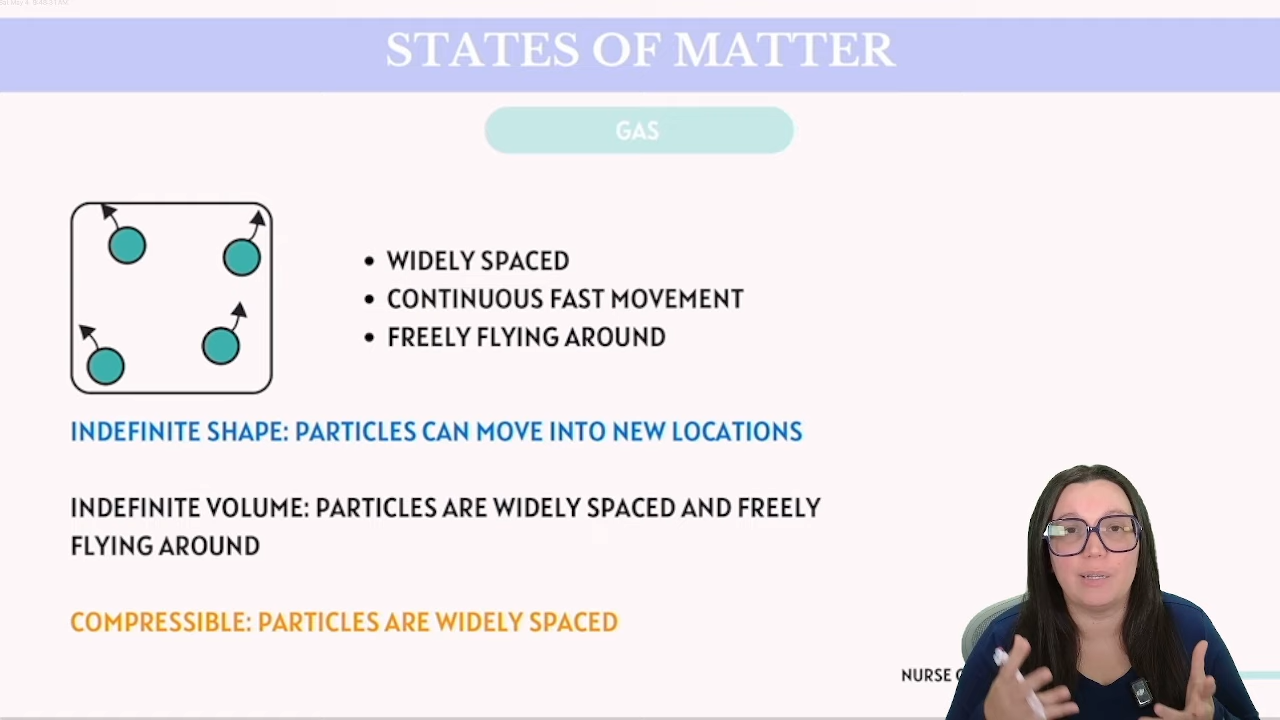 STATES OF MATTER
GAS
• WIDELY SPACED
• CONTINUOUS FAST MOVEMENT
• FREELY FLYING AROUND
INDEFINITE SHAPE: PARTICLES CAN MOVE INTO NEW LOCATIONS
INDEFINITE VOLUME: PARTICLES ARE WIDELY SPACED AND FREELY
FLYING AROUND
COMPRESSIBLE: PARTICLES ARE WIDELY SPACED
NURSE